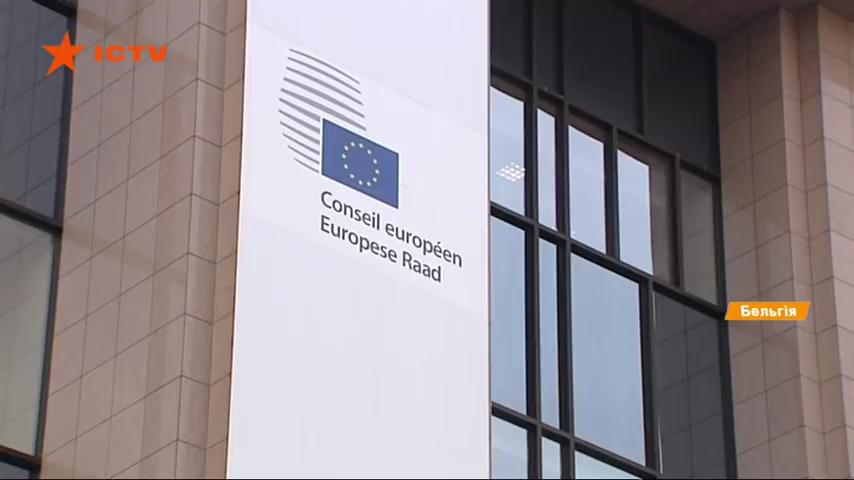 ICTV
Conseil européen
Europese Raad
Бельгія